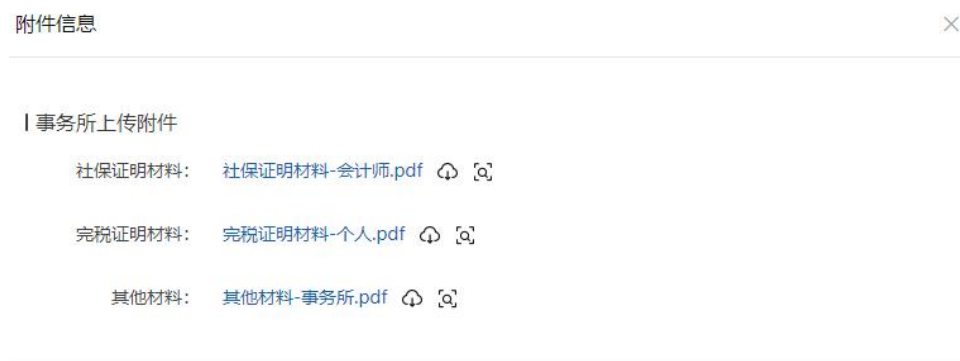 附件信息
事务所上传附件
社保证明材料： 社保证明材料-会计师.pdf
完税证明材料： 完税证明材料-个人.pdf
其他材料： 其他材料-事务所.pdf